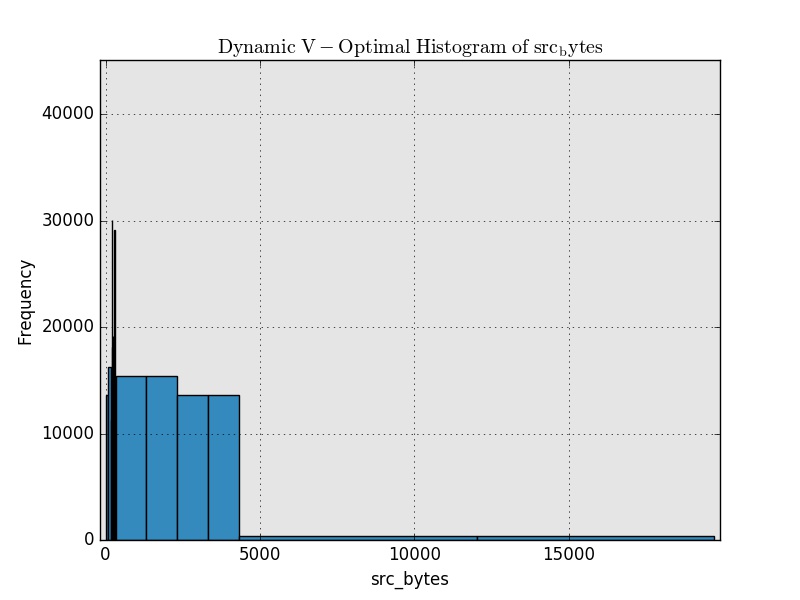 Dynamic V − Optimal Histogram of src_bytes
40000
30000
20000
10000
0
Frequency
0 5000 10000 15000
src_bytes